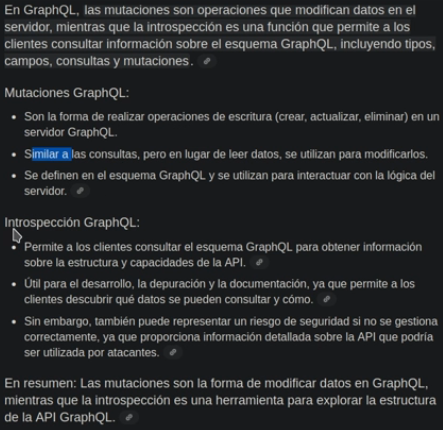 En GraphQL, las mutaciones son operaciones que modifican datos en el
servidor, mientras que la introspección es una función que permite a los
clientes consultar información sobre el esquema GraphQL, incluyendo tipos,
campos, consultas y mutaciones.
Mutaciones GraphQL:
• Son la forma de realizar operaciones de escritura (crear, actualizar, eliminar) en un
servidor GraphQL.
• Similar a las consultas, pero en lugar de leer datos, se utilizan para modificarlos.
• Se definen en el esquema GraphQL y se utilizan para interactuar con la lógica del
servidor.
Introspección GraphQL:
• Permite a los clientes consultar el esquema GraphQL para obtener información
sobre la estructura y capacidades de la API.
• Útil para el desarrollo, la depuración y la documentación, ya que permite a los
clientes descubrir qué datos se pueden consultar y cómo.
• Sin embargo, también puede representar un riesgo de seguridad si no se gestiona
correctamente, ya que proporciona información detallada sobre la API que podría
ser utilizada por atacantes.
En resumen: Las mutaciones son la forma de modificar datos en GraphQL,
mientras que la introspección es una herramienta para explorar la estructura
de la API GraphQL.